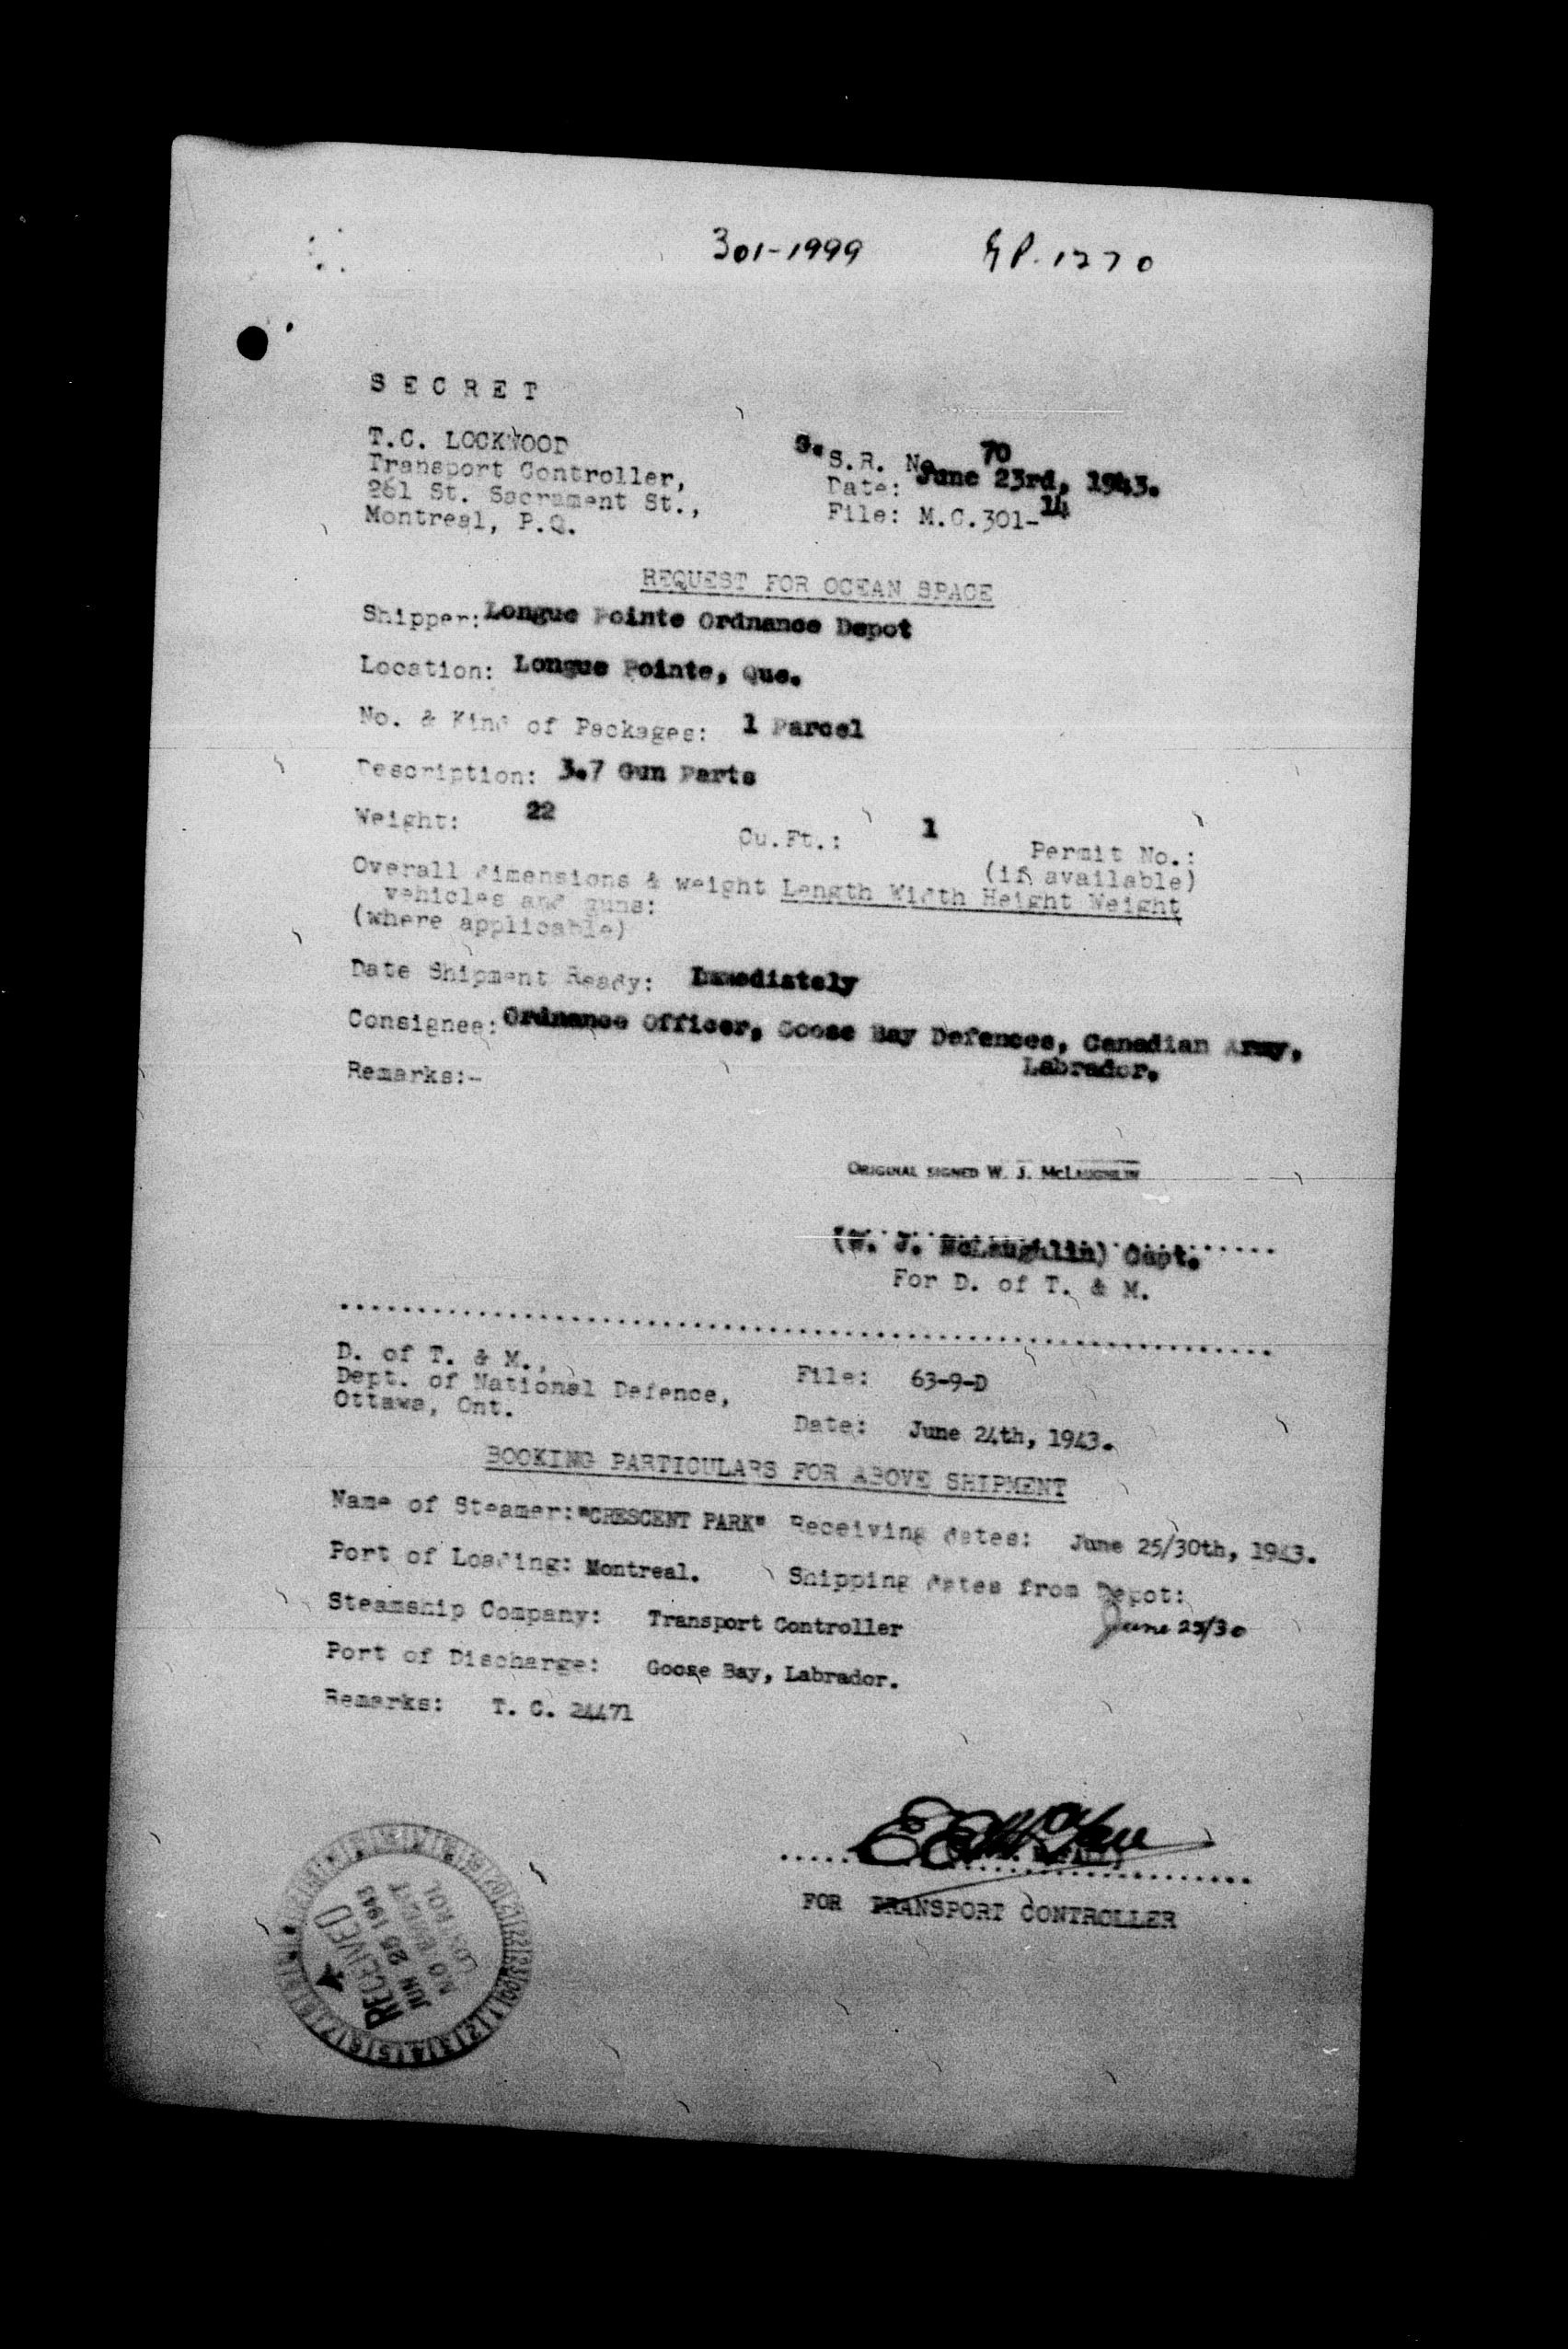 301-1999 GP. 1270
SECRET
T.C. LOCKWOOD
Transport Controller,
261 St. Sacrament St.,
Montreal, P.Q.
G. S.R. No. 70
Date: June 23rd, 1943.
File: M.C.301-14
REQUEST FOR OCEAN SPACE
Shipper: Longue Pointe Ordnance Depot
Location: Longue Pointe, Que.
No. & Kind of Packages: 1 Parcel
Description: 3.7 Gun Parts
Weight: 22 Cu.Ft.: 1 Permit No.:
(if available)
Overall dimensions & weight Length Width Height Weight
vehicles and guns:
(where applicable)
Date Shipment Ready: Immediately
Consignee: Ordnance Officer, Goose Bay Defences, Canadian Army,
Labrador.
Remarks:-
ORIGINAL SIGNED W. J. McLAUGHLIN
(W. J. McLaughlin) Capt.
For D. of T. & M.
D. of T. & M.,
Dept. of National Defence,
Ottawa, Ont.
File: 63-9-D
Date: June 24th, 1943.
BOOKING PARTICULARS FOR ABOVE SHIPMENT
Name of Steamer: "CRESCENT PARK" Receiving dates: June 25/30th, 1943.
Port of Loading: Montreal. Shipping dates from Depot:
June 25/30
Steamship Company: Transport Controller
Port of Discharge: Goose Bay, Labrador.
Remarks: T. C. 24471
FOR TRANSPORT CONTROLLER
RECEIVED
JUN 25 1943
MOVEMENT
CONTROL